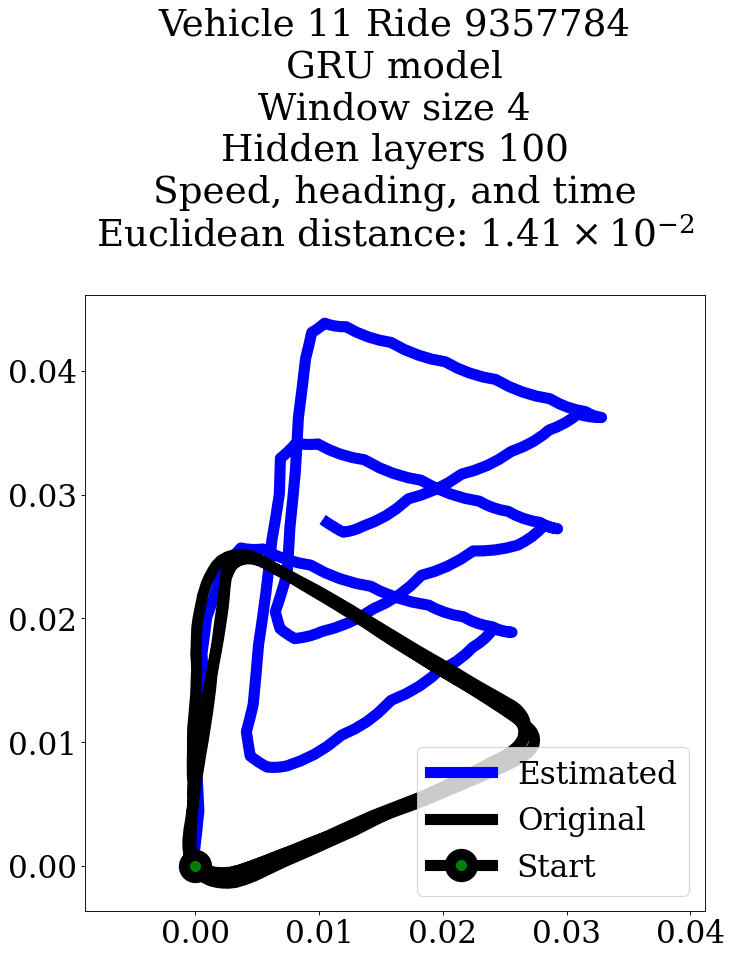 Vehicle 11 Ride 9357784
GRU model
Window size 4
Hidden layers 100
Speed, heading, and time
Euclidean distance: 1.41 × 10⁻²
0.04
0.03
0.02
0.01
0.00
Estimated
Original
Start
0.00 0.01 0.02 0.03 0.04